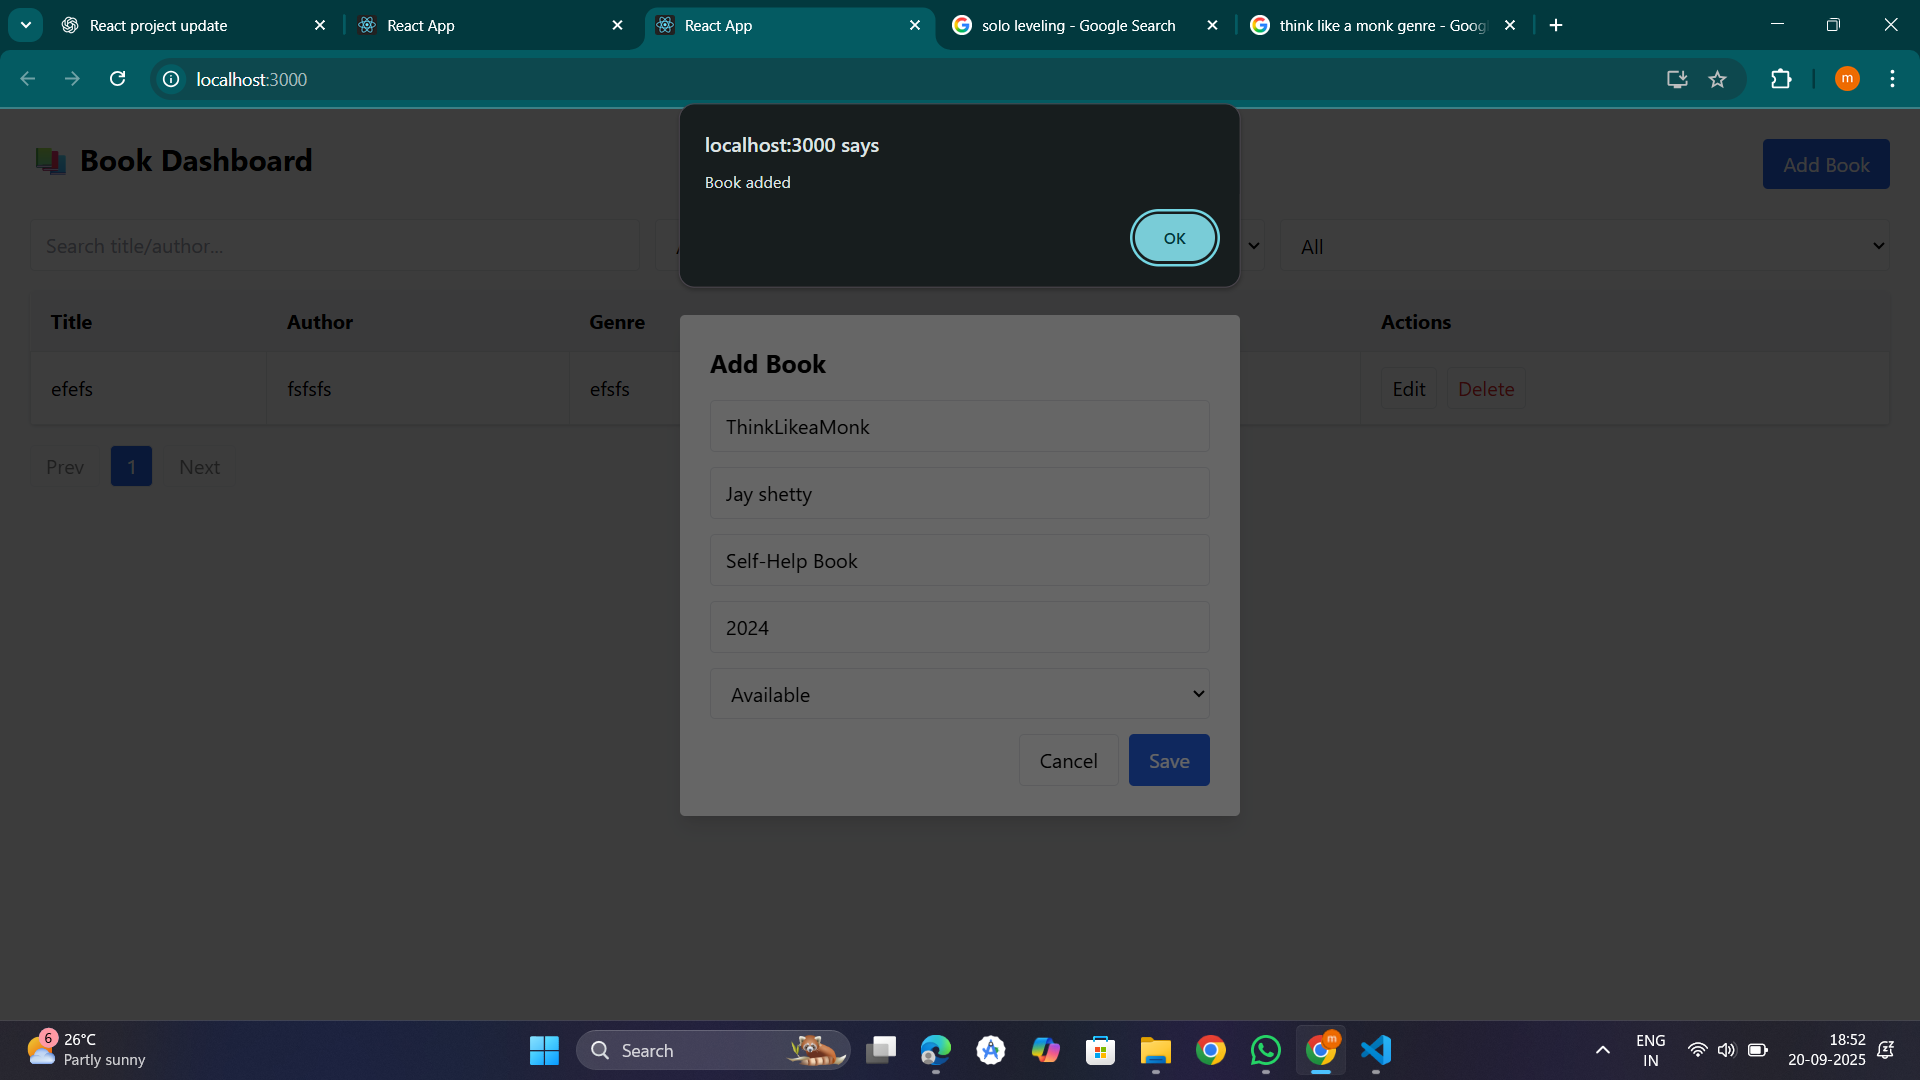 React project update
React App
React App
solo leveling - Google Search
think like a monk genre - Goog
localhost:3000
m
localhost:3000 says
Book added
OK
📚 Book Dashboard
Add Book
Search title/author...
All
Title Author Genre Actions
efefs fsfsfs efsfs Edit Delete
Prev 1 Next
Add Book
ThinkLikeaMonk
Jay shetty
Self-Help Book
2024
Available
Cancel Save
6
26°C
Partly sunny
Search
m
ENG
IN
18:52
20-09-2025